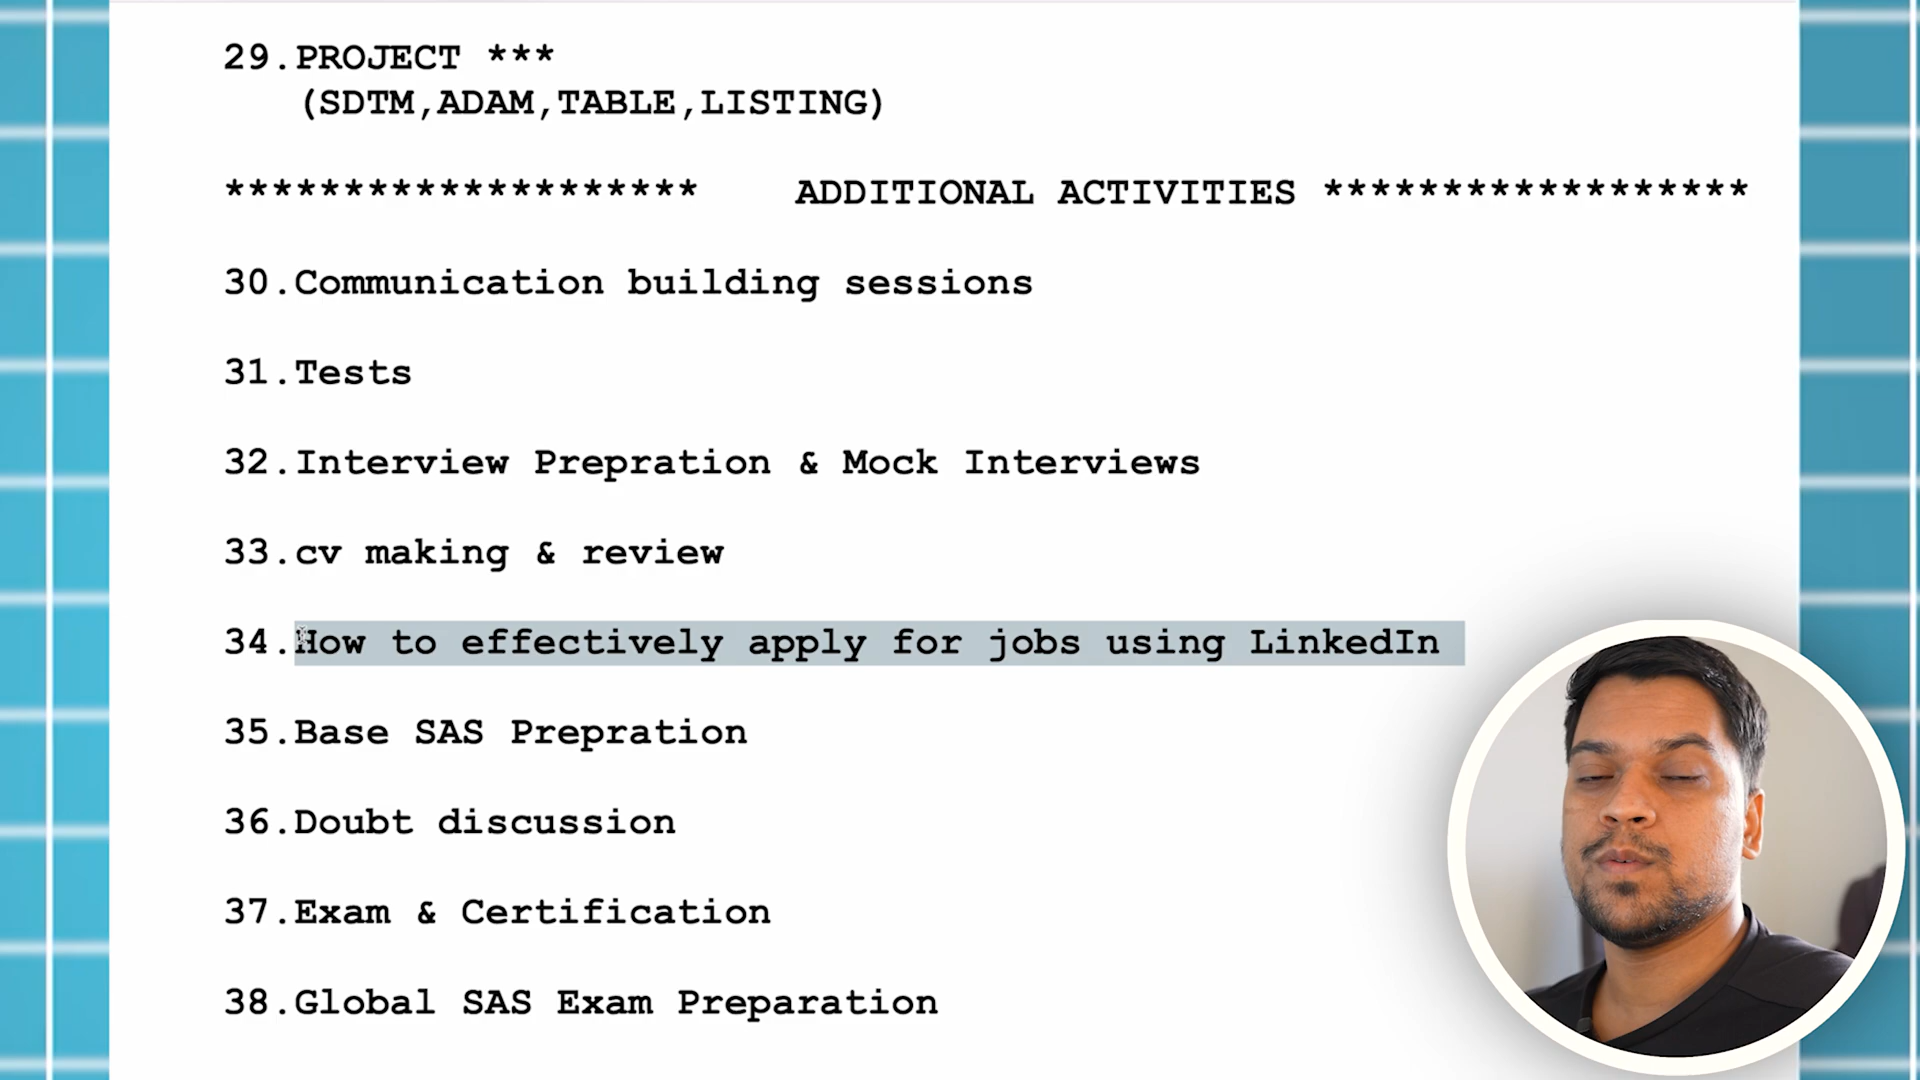 29.PROJECT ***
(SDTM,ADAM,TABLE,LISTING)
******************** ADDITIONAL ACTIVITIES ******************
30.Communication building sessions
31.Tests
32.Interview Prepration & Mock Interviews
33.cv making & review
34.How to effectively apply for jobs using LinkedIn
35.Base SAS Prepration
36.Doubt discussion
37.Exam & Certification
38.Global SAS Exam Preparation